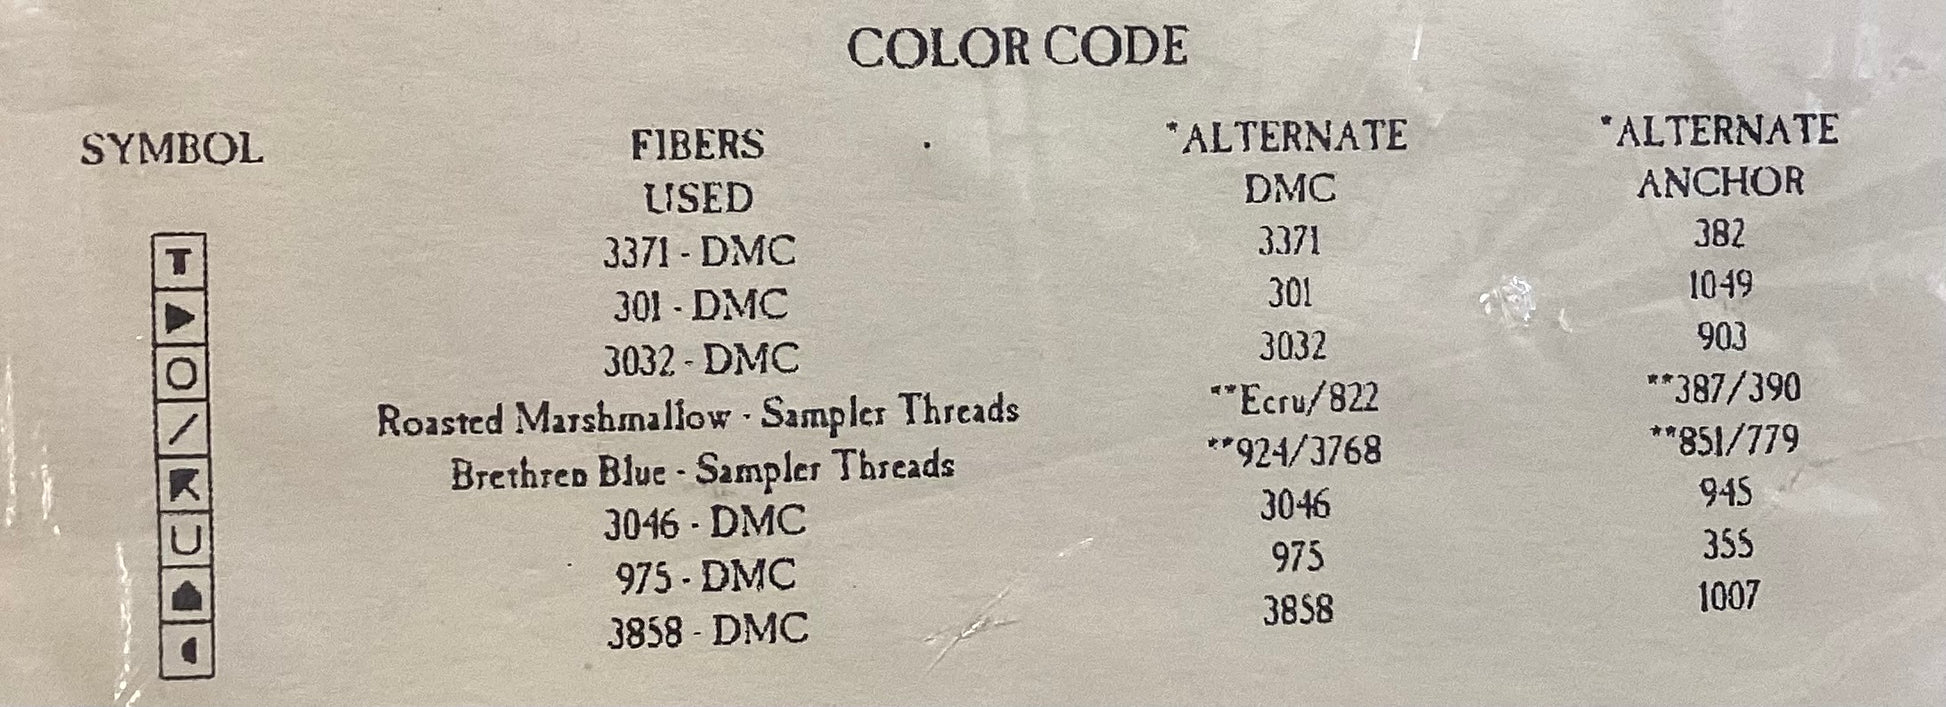 COLOR CODE
SYMBOL FIBERS *ALTERNATE *ALTERNATE
USED DMC ANCHOR
T 3371 - DMC 3371 382
301 - DMC 301 1049
3032 - DMC 3032 903
/ Roasted Marshmallow - Sampler Threads **Ecru/822 **387/390
Brethren Blue - Sampler Threads **924/3768 **851/779
U 3046 - DMC 3046 945
975 - DMC 975 355
3858 - DMC 3858 1007